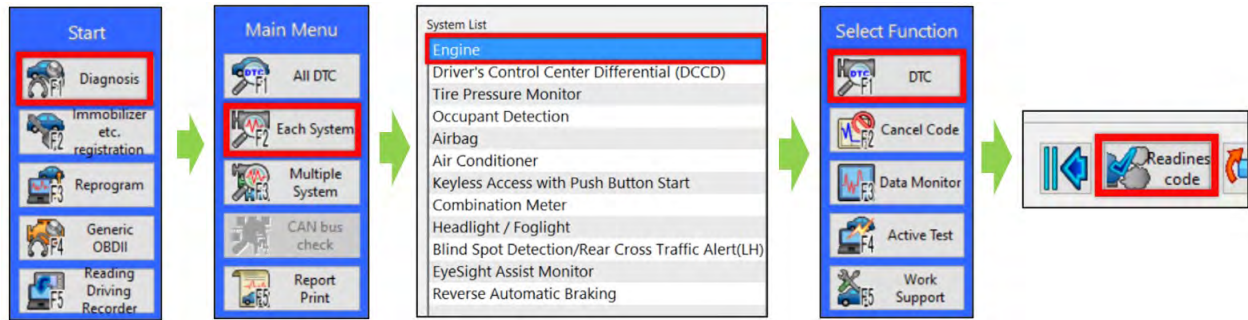 Start
Diagnosis
F1
Immobilizer
etc.
registration
F2
Reprogram
F3
Generic
OBDII
F4
Reading
Driving
Recorder
F5
Main Menu
DTC
F1
All DTC
Each System
F2
Multiple
System
F3
CAN bus
check
F4
Report
Print
F5
System List
Engine
Driver's Control Center Differential (DCCD)
Tire Pressure Monitor
Occupant Detection
Airbag
Air Conditioner
Keyless Access with Push Button Start
Combination Meter
Headlight / Foglight
Blind Spot Detection/Rear Cross Traffic Alert(LH)
EyeSight Assist Monitor
Reverse Automatic Braking
Select Function
DTC
F1
DTC
Cancel Code
F2
Data Monitor
F3
Active Test
F4
Work
Support
F5
Readines
code